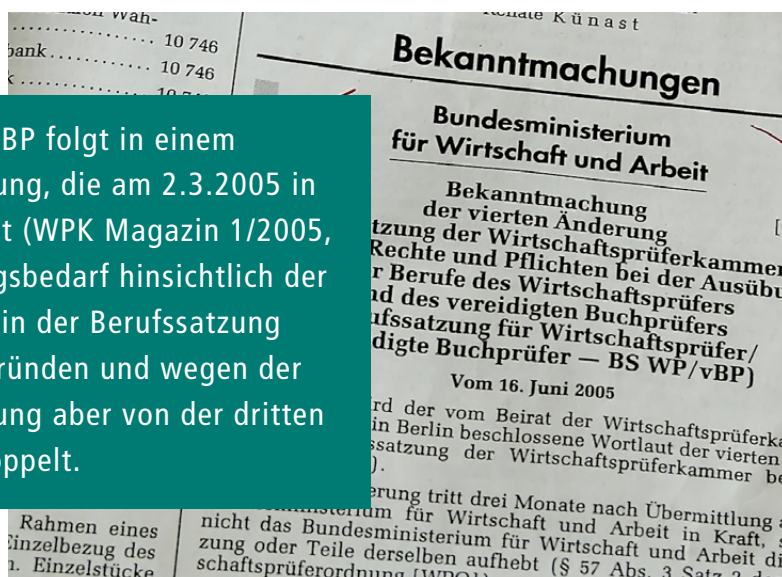 10 746
bank
10 746
Künast
Bekanntmachungen
Bundesministerium
für Wirtschaft und Arbeit
Bekanntmachung
der vierten Änderung
tzung der Wirtschaftsprüferkammer
Rechte und Pflichten bei der Ausübu
r Berufe des Wirtschaftsprüfers
nd des vereidigten Buchprüfers
ufssatzung für Wirtschaftsprüfer/
digte Buchprüfer — BS WP/vBP)
Vom 16. Juni 2005
rd der vom Beirat der Wirtschaftsprüferka
in Berlin beschlossene Wortlaut der vierten
ssatzung der Wirtschaftsprüferkammer be
).
erung tritt drei Monate nach Übermittlung a
sterium für Wirtschaft und Arbeit in Kraft, s
nicht das Bundesministerium für Wirtschaft und Arbeit di
zung oder Teile derselben aufhebt (§ 57 Abs. 3 Satz 2 d
schaftsprüferordnung [WPO])
BP folgt in einem
ung, die am 2.3.2005 in
t (WPK Magazin 1/2005,
gsbedarf hinsichtlich der
in der Berufssatzung
ründen und wegen der
ung aber von der dritten
oppelt.
Rahmen eines
Einzelbezug des
n. Einzelstücke